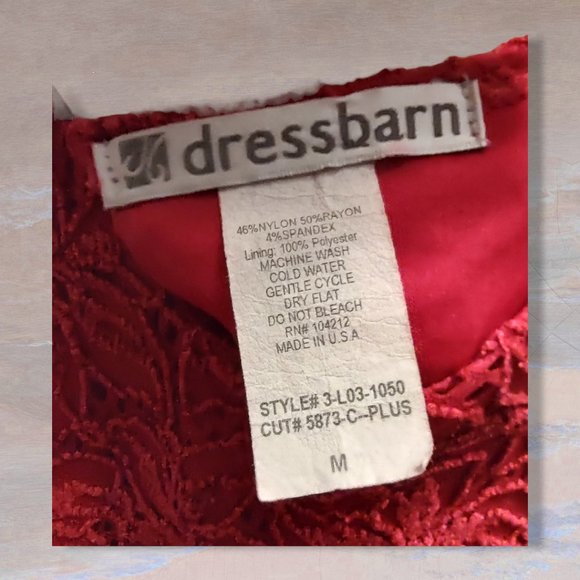 dressbarn
46%NYLON 50%RAYON
4%SPANDEX
Lining: 100% Polyester
MACHINE WASH
COLD WATER
GENTLE CYCLE
DRY FLAT
DO NOT BLEACH
RN# 104212
MADE IN U.S.A.
STYLE# 3-L03-1050
CUT# 5873-C--PLUS
M